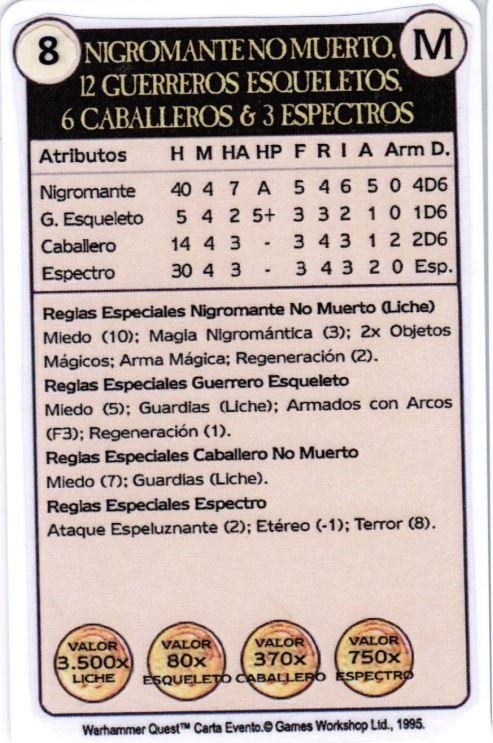 8 NIGROMANTE NO MUERTO, M
12 GUERREROS ESQUELETOS,
6 CABALLEROS & 3 ESPECTROS
Atributos H M HA HP F R I A Arm D.
Nigromante 40 4 7 A 5 4 6 5 0 4D6
G. Esqueleto 5 4 2 5+ 3 3 2 1 0 1D6
Caballero 14 4 3 - 3 4 3 1 2 2D6
Espectro 30 4 3 - 3 4 3 2 0 Esp.
Reglas Especiales Nigromante No Muerto (Liche)
Miedo (10); Magia Nigromántica (3); 2x Objetos
Mágicos; Arma Mágica; Regeneración (2).
Reglas Especiales Guerrero Esqueleto
Miedo (5); Guardias (Liche); Armados con Arcos
(F3); Regeneración (1).
Reglas Especiales Caballero No Muerto
Miedo (7); Guardias (Liche).
Reglas Especiales Espectro
Ataque Espeluznante (2); Etéreo (-1); Terror (8).
VALOR VALOR VALOR VALOR
3.500x 80x 370x 750x
LICHE ESQUELETO CABALLERO ESPECTRO
Warhammer Quest™ Carta Evento.© Games Workshop Ltd., 1995.